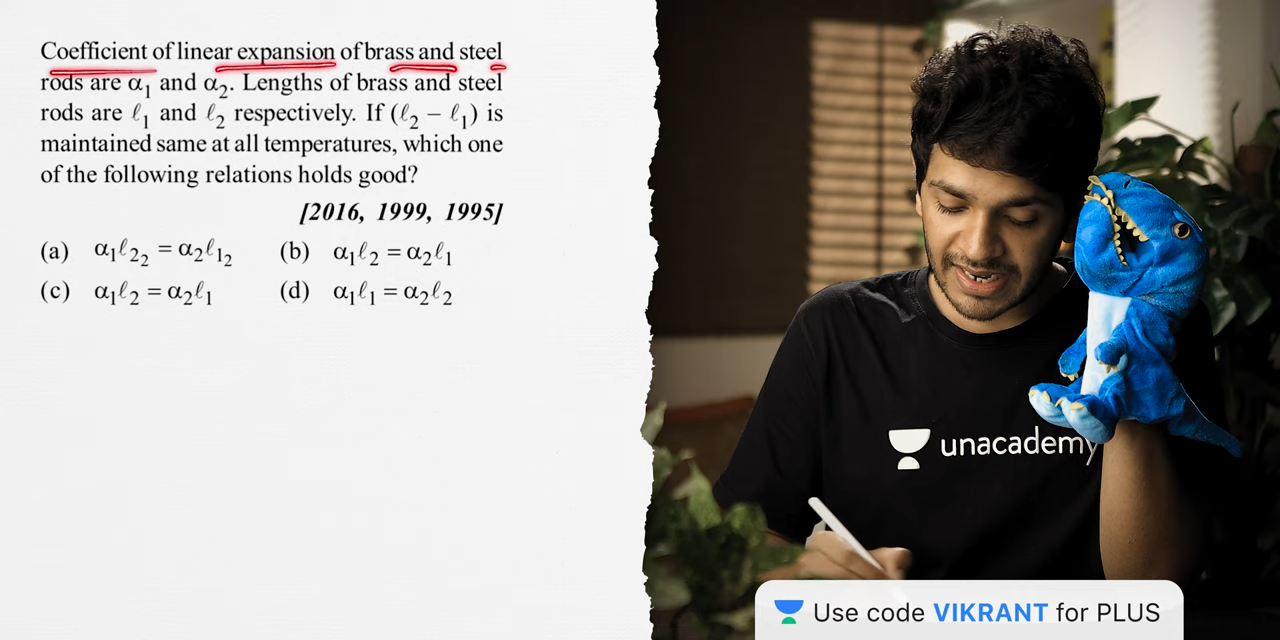 Coefficient of linear expansion of brass and steel
rods are α₁ and α₂. Lengths of brass and steel
rods are ℓ₁ and ℓ₂ respectively. If (ℓ₂ – ℓ₁) is
maintained same at all temperatures, which one
of the following relations holds good?
[2016, 1999, 1995]
(a) α₁ℓ₂₂ = α₂ℓ₁₂ (b) α₁ℓ₂ = α₂ℓ₁
(c) α₁ℓ₂ = α₂ℓ₁ (d) α₁ℓ₁ = α₂ℓ₂
unacademy
Use code VIKRANT for PLUS